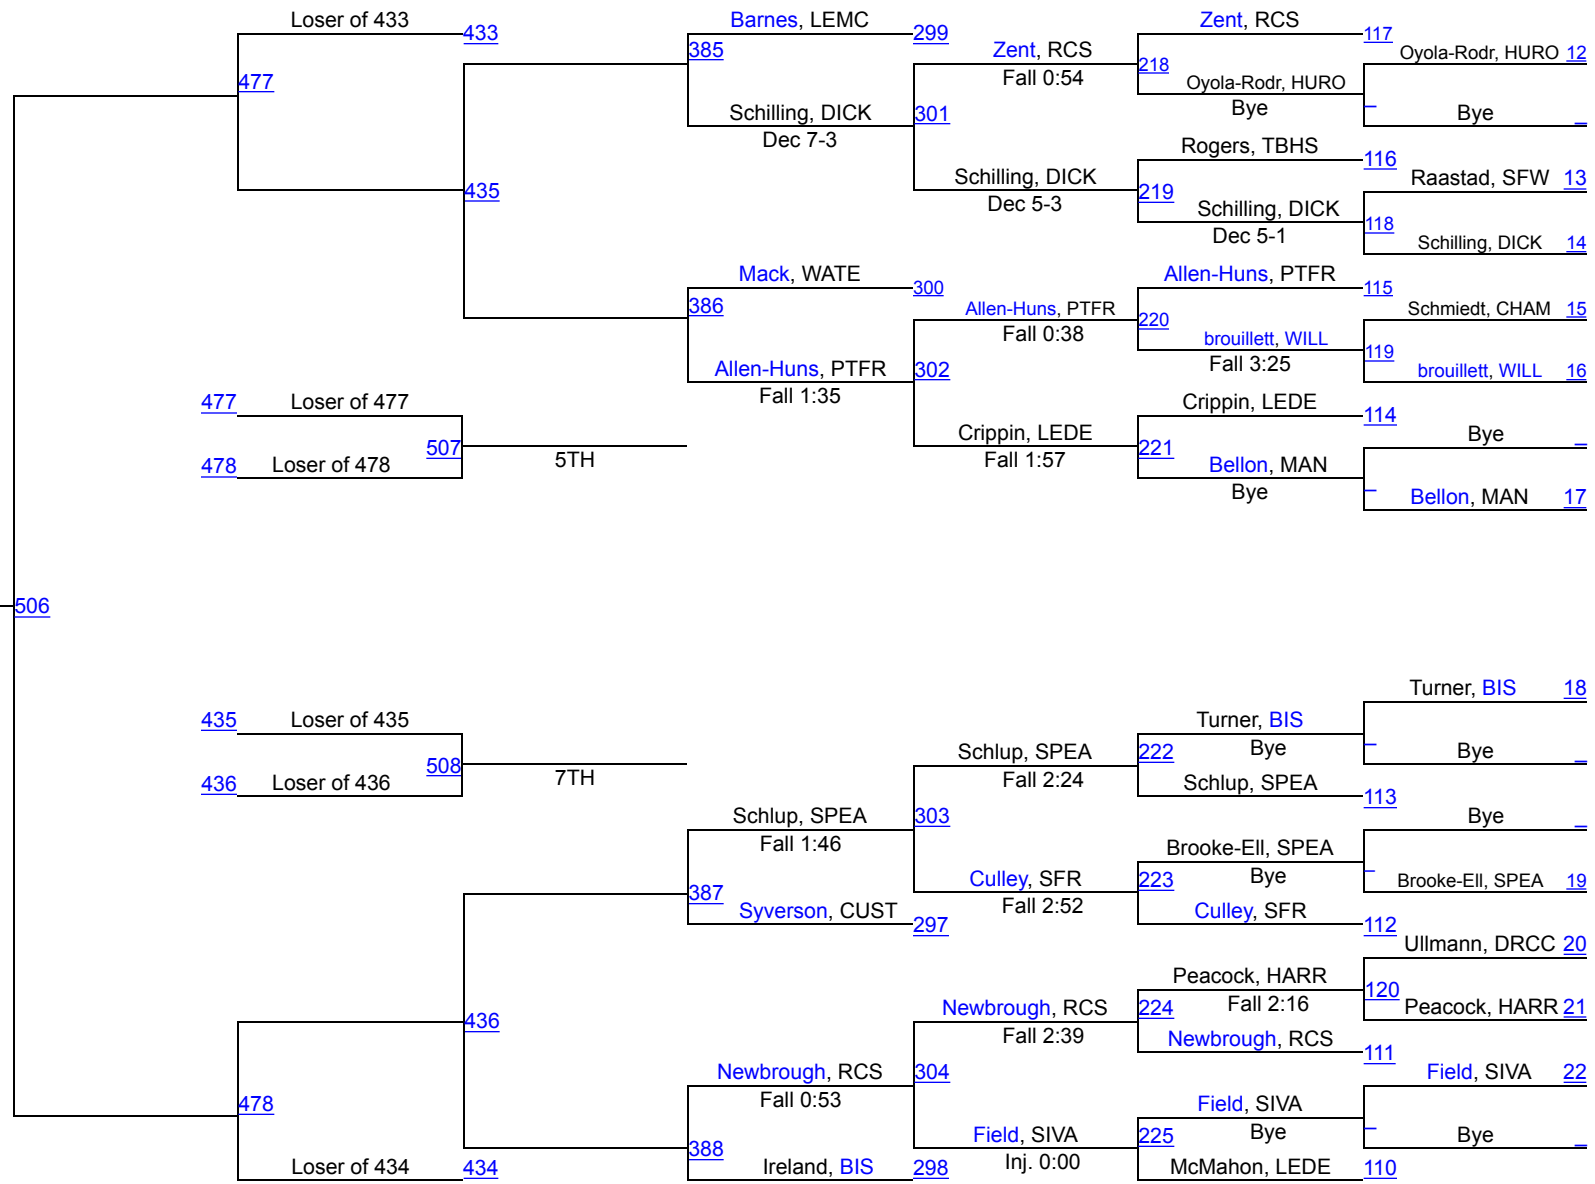 Loser of 433
433
Barnes, LEMC
299
Zent, RCS
117
Oyola-Rodr, HURO 12
477
385
Zent, RCS
Fall 0:54
218
Oyola-Rodr, HURO
Bye
Bye
Schilling, DICK
Dec 7-3
301
Rogers, TBHS
116
Raastad, SFW 13
435
Schilling, DICK
Dec 5-3
219
Schilling, DICK
Dec 5-1
118
Schilling, DICK 14
Mack, WATE
300
Allen-Huns, PTFR
115
386
Allen-Huns, PTFR
Fall 0:38
220
Schmiedt, CHAM 15
brouillett, WILL
Fall 3:25
119
brouillett, WILL 16
Allen-Huns, PTFR
Fall 1:35
302
477
Loser of 477
Crippin, LEDE
114
507
5TH
Crippin, LEDE
Fall 1:57
221
Bye
478
Loser of 478
Bellon, MAN
Bye
Bellon, MAN 17
506
Turner, BIS 18
435
Loser of 435
Turner, BIS
Bye
508
7TH
Schlup, SPEA
Fall 2:24
222
Bye
436
Loser of 436
Schlup, SPEA
113
Schlup, SPEA
Fall 1:46
303
Bye
Brooke-Ell, SPEA
Bye
387
Culley, SFR
Fall 2:52
223
Brooke-Ell, SPEA 19
Syverson, CUST
297
Culley, SFR
112
Ullmann, DRCC 20
Peacock, HARR
Fall 2:16
120
436
Newbrough, RCS
Fall 2:39
224
Peacock, HARR 21
Newbrough, RCS
111
Newbrough, RCS
Fall 0:53
304
Field, SIVA 22
478
Field, SIVA
Bye
388
Field, SIVA
Inj. 0:00
225
Bye
Loser of 434
434
Ireland, BIS
298
McMahon, LEDE
110